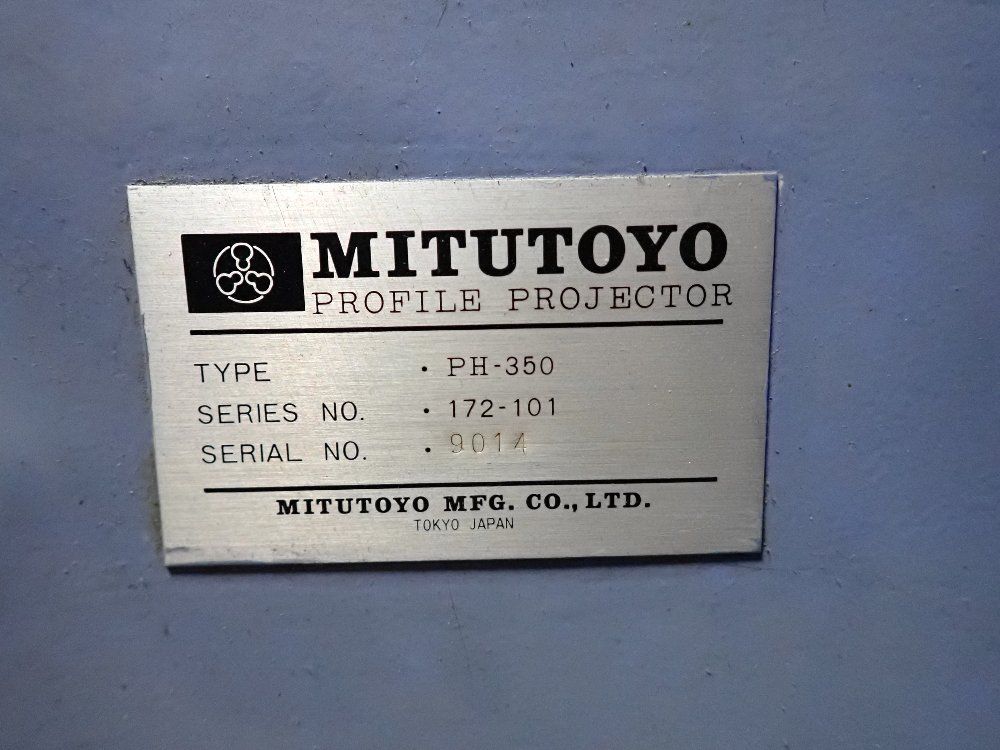 MITUTOYO
PROFILE PROJECTOR
TYPE · PH-350
SERIES NO. · 172-101
SERIAL NO. · 9014
MITUTOYO MFG. CO., LTD.
TOKYO JAPAN